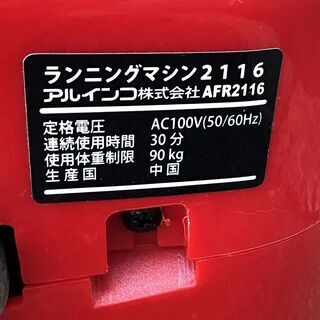 ランニングマシン2116
アルインコ株式会社 AFR2116
定格電圧 AC100V(50/60Hz)
連続使用時間 30分
使用体重制限 90kg
生産国 中国